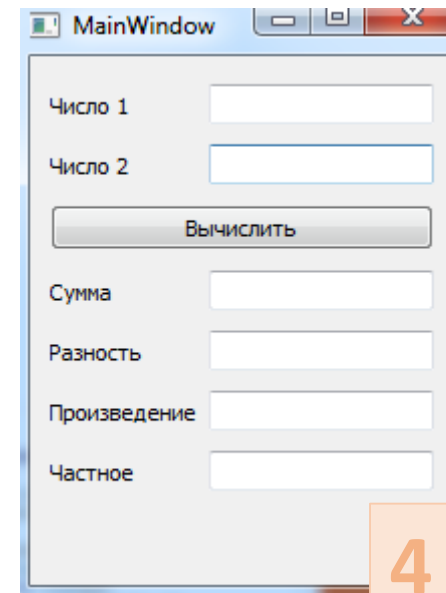 MainWindow
Число 1
Число 2
Вычислить
Сумма
Разность
Произведение
Частное
4